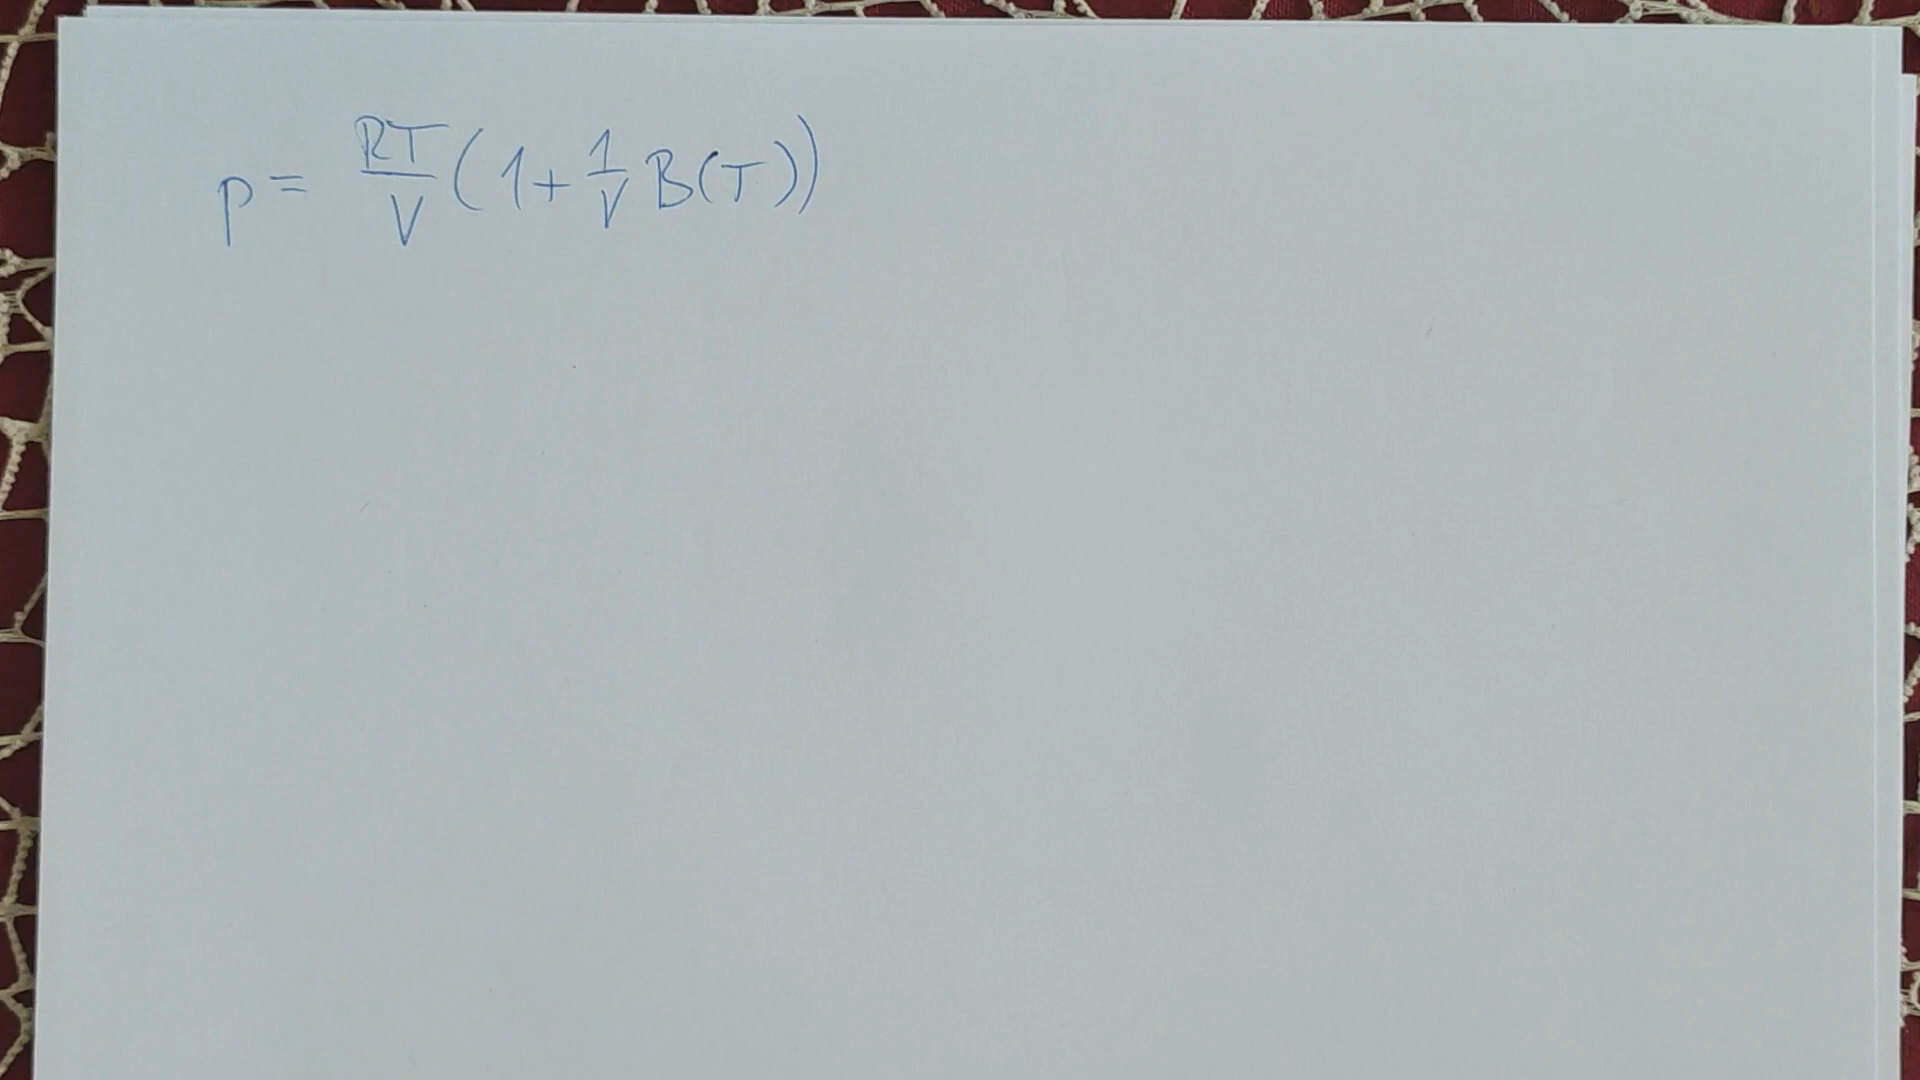 p = RT/V (1 + 1/V B(T))